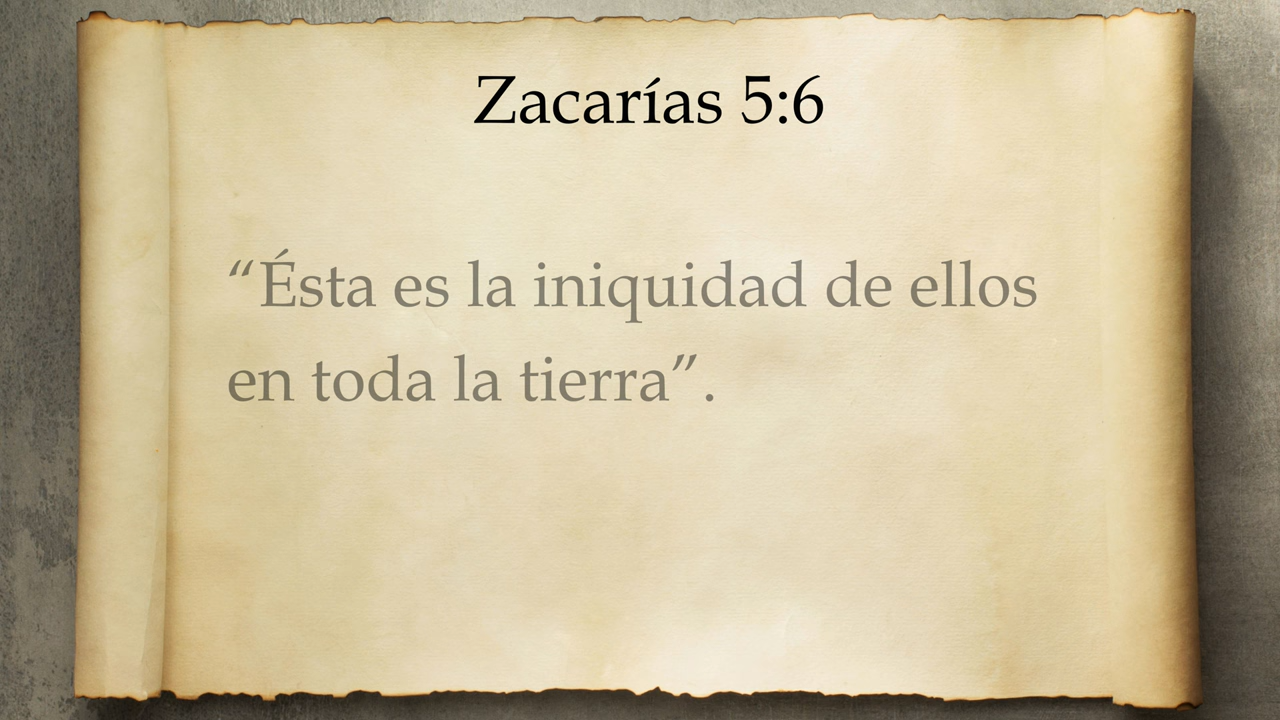 Zacarías 5:6
“Ésta es la iniquidad de ellos
en toda la tierra”.